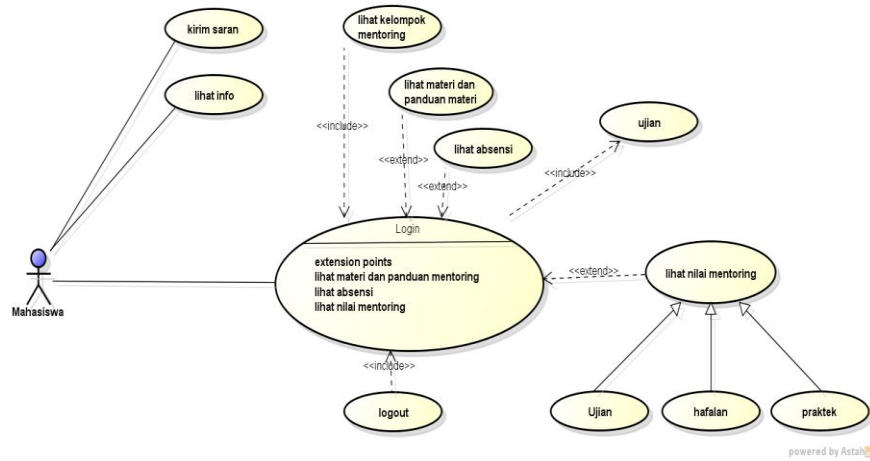 kirim saran
lihat kelompok
mentoring
lihat info
lihat materi dan
panduan materi
<<include>>
ujian
lihat absensi
<<extend>>
<<include>>
<<extend>>
Login
extension points
lihat materi dan panduan mentoring
lihat absensi
lihat nilai mentoring
<<extend>>
lihat nilai mentoring
Mahasiswa
<<include>>
logout
Ujian
hafalan
praktek
powered by Astah